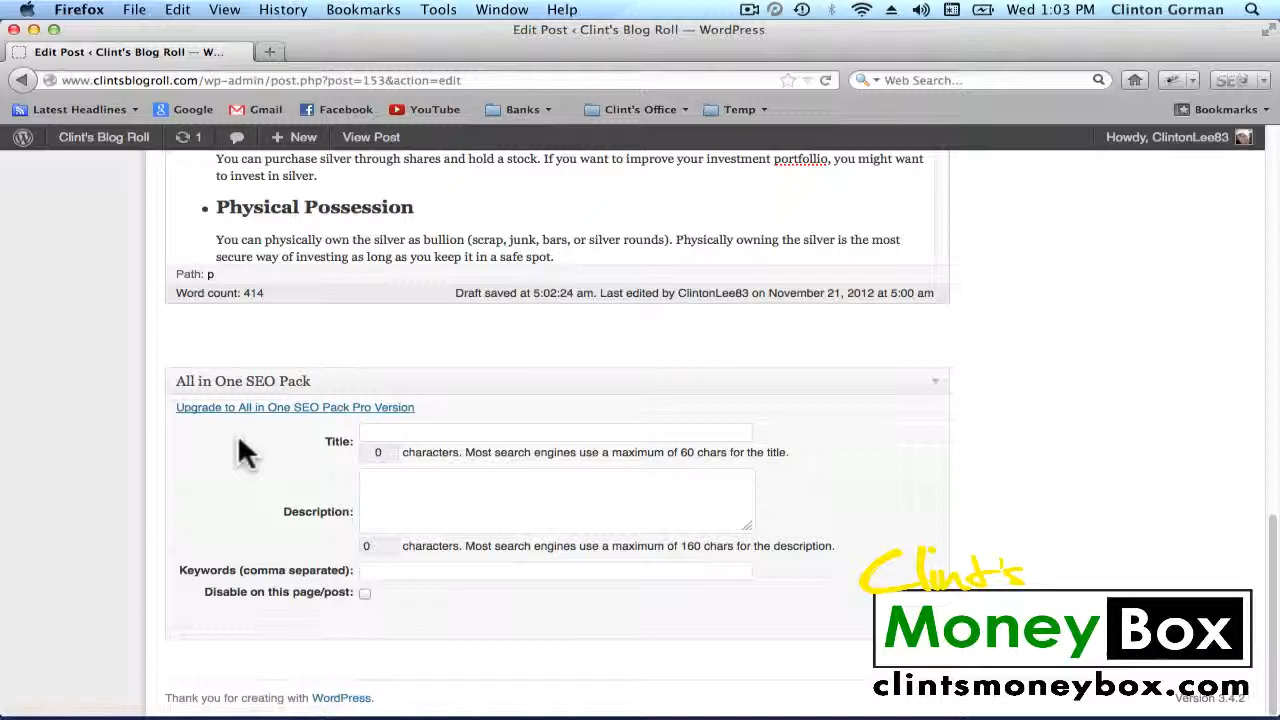 Firefox File Edit View History Bookmarks Tools Window Help Wed 1:03 PM Clinton Gorman
Edit Post ‹ Clint's Blog Roll — WordPress
Edit Post ‹ Clint's Blog Roll — W...
www.clintsblogroll.com/wp-admin/post.php?post=153&action=edit Web Search... SEO
Latest Headlines Google Gmail Facebook YouTube Banks Clint's Office Temp Bookmarks
Clint's Blog Roll 1 + New View Post Howdy, ClintonLee83
You can purchase silver through shares and hold a stock. If you want to improve your investment portfollio, you might want
to invest in silver.
• Physical Possession
You can physically own the silver as bullion (scrap, junk, bars, or silver rounds). Physically owning the silver is the most
secure way of investing as long as you keep it in a safe spot.
Path: p
Word count: 414 Draft saved at 5:02:24 am. Last edited by ClintonLee83 on November 21, 2012 at 5:00 am
All in One SEO Pack
Upgrade to All in One SEO Pack Pro Version
Title:
0 characters. Most search engines use a maximum of 60 chars for the title.
Description:
0 characters. Most search engines use a maximum of 160 chars for the description.
Keywords (comma separated):
Disable on this page/post:
Clint's
MoneyBox
clintsmoneybox.com
Thank you for creating with WordPress. Version 3.4.2